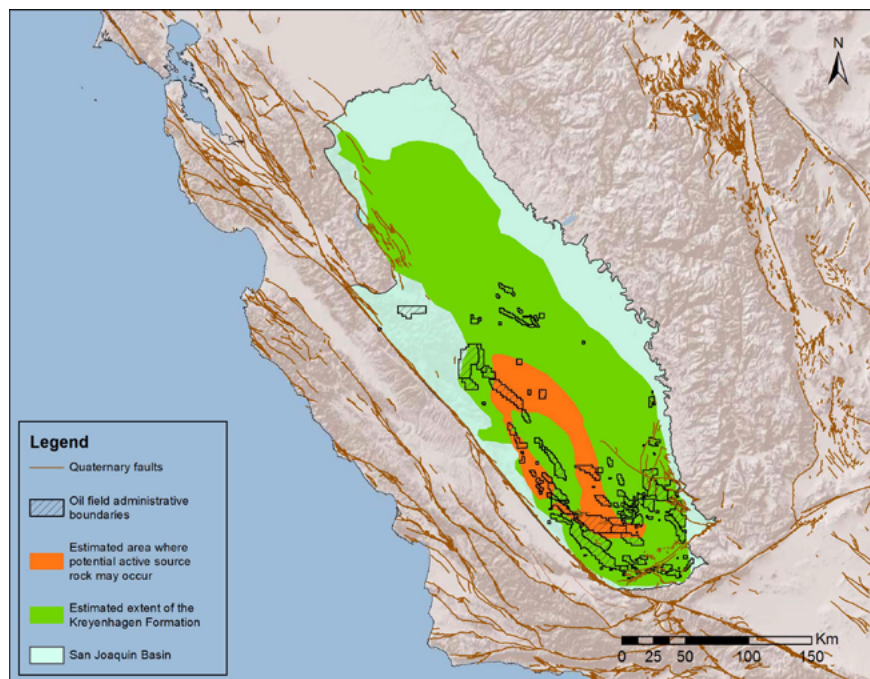 N
Legend
Quaternary faults
Oil field administrative
boundaries
Estimated area where
potential active source
rock may occur
Estimated extent of the
Kreyenhagen Formation
San Joaquin Basin
Km
0 25 50 100 150